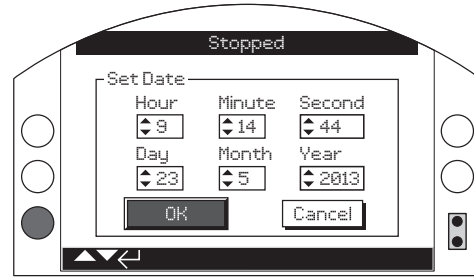 Stopped
Set Date
Hour Minute Second
9 14 44
Day Month Year
23 5 2013
OK Cancel